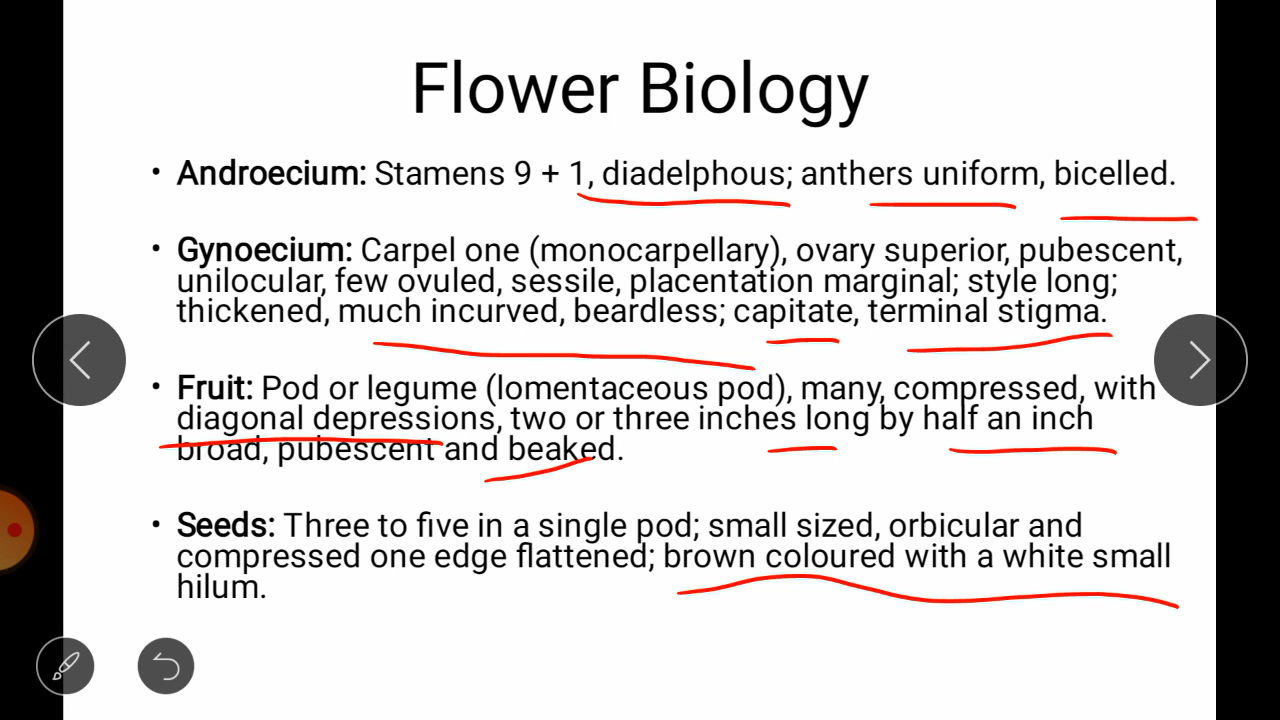 Flower Biology
• Androecium: Stamens 9 + 1, diadelphous; anthers uniform, bicelled.
• Gynoecium: Carpel one (monocarpellary), ovary superior, pubescent,
unilocular, few ovuled, sessile, placentation marginal; style long;
thickened, much incurved, beardless; capitate, terminal stigma.
• Fruit: Pod or legume (lomentaceous pod), many, compressed, with
diagonal depressions, two or three inches long by half an inch
broad, pubescent and beaked.
• Seeds: Three to five in a single pod; small sized, orbicular and
compressed one edge flattened; brown coloured with a white small
hilum.